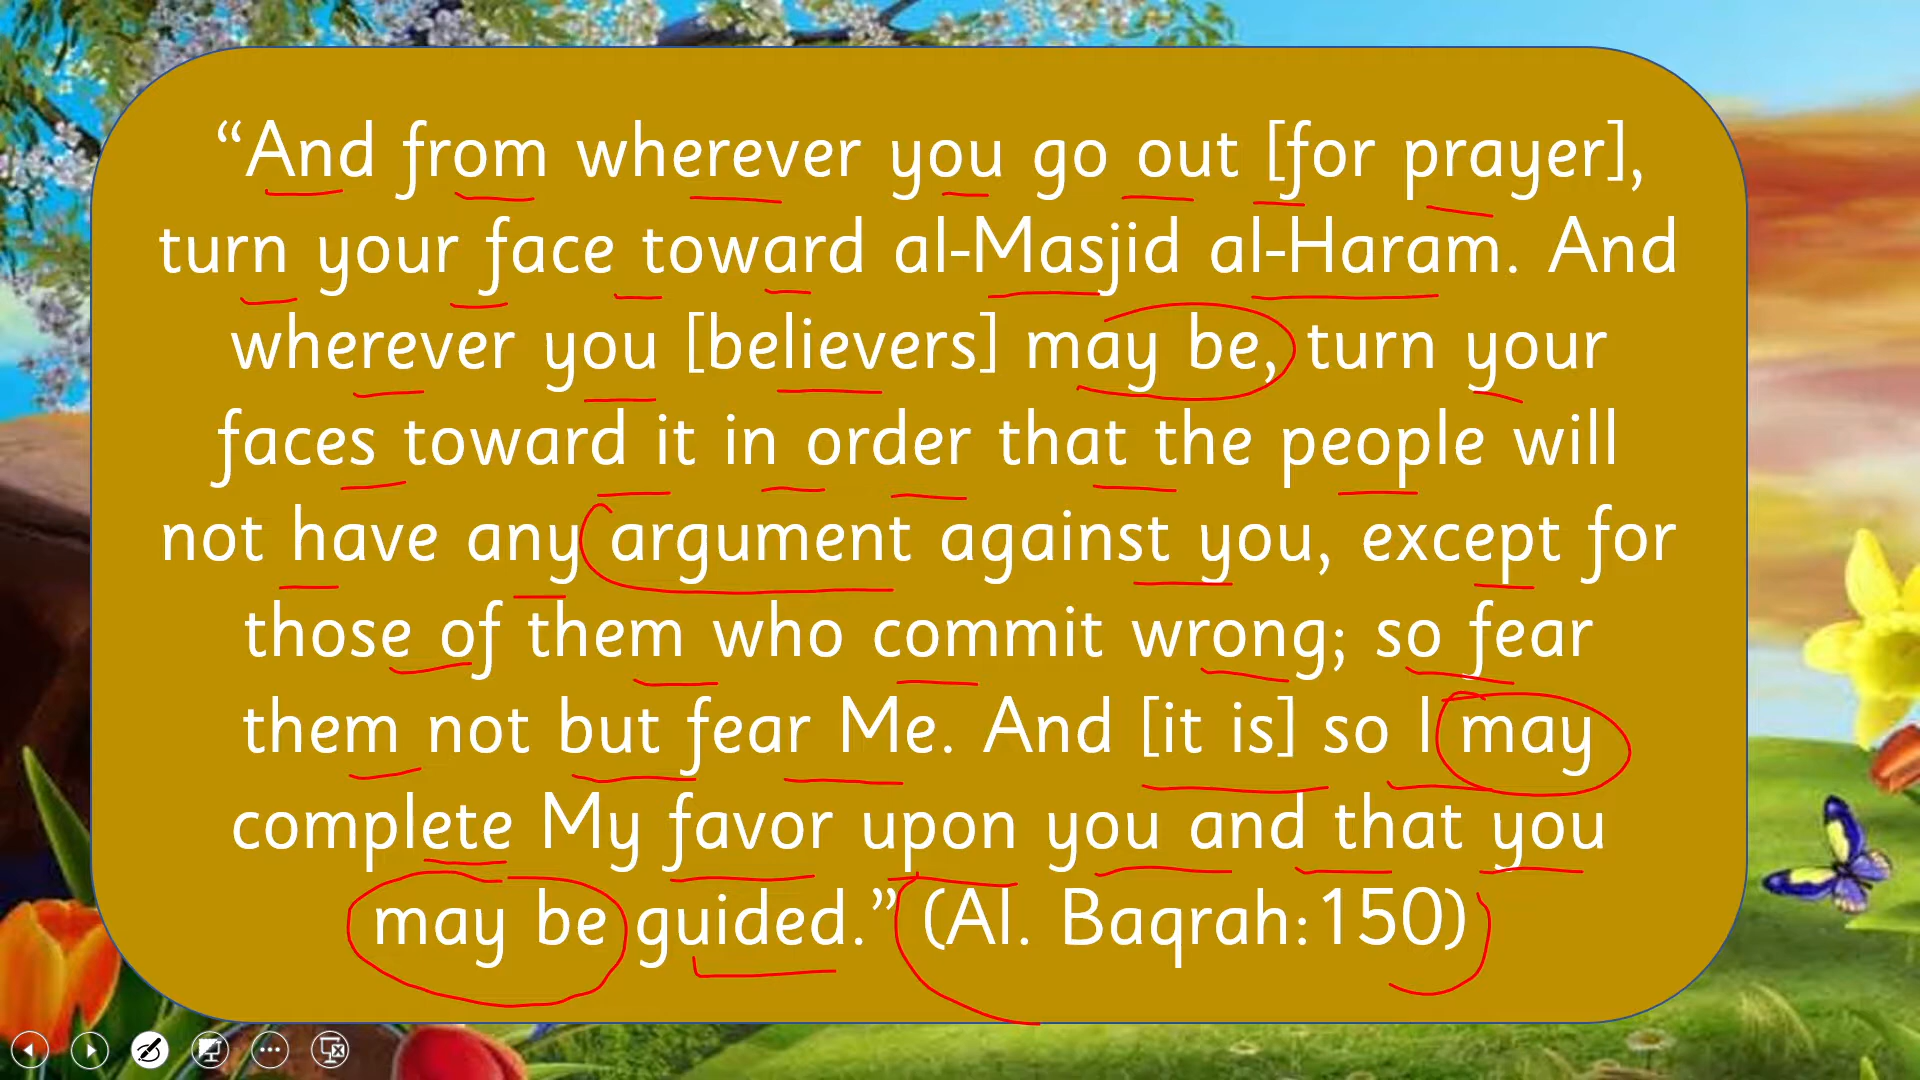 “And from wherever you go out [for prayer],
turn your face toward al-Masjid al-Haram. And
wherever you [believers] may be, turn your
faces toward it in order that the people will
not have any argument against you, except for
those of them who commit wrong; so fear
them not but fear Me. And [it is] so I may
complete My favor upon you and that you
may be guided.” (Al. Baqrah:150)